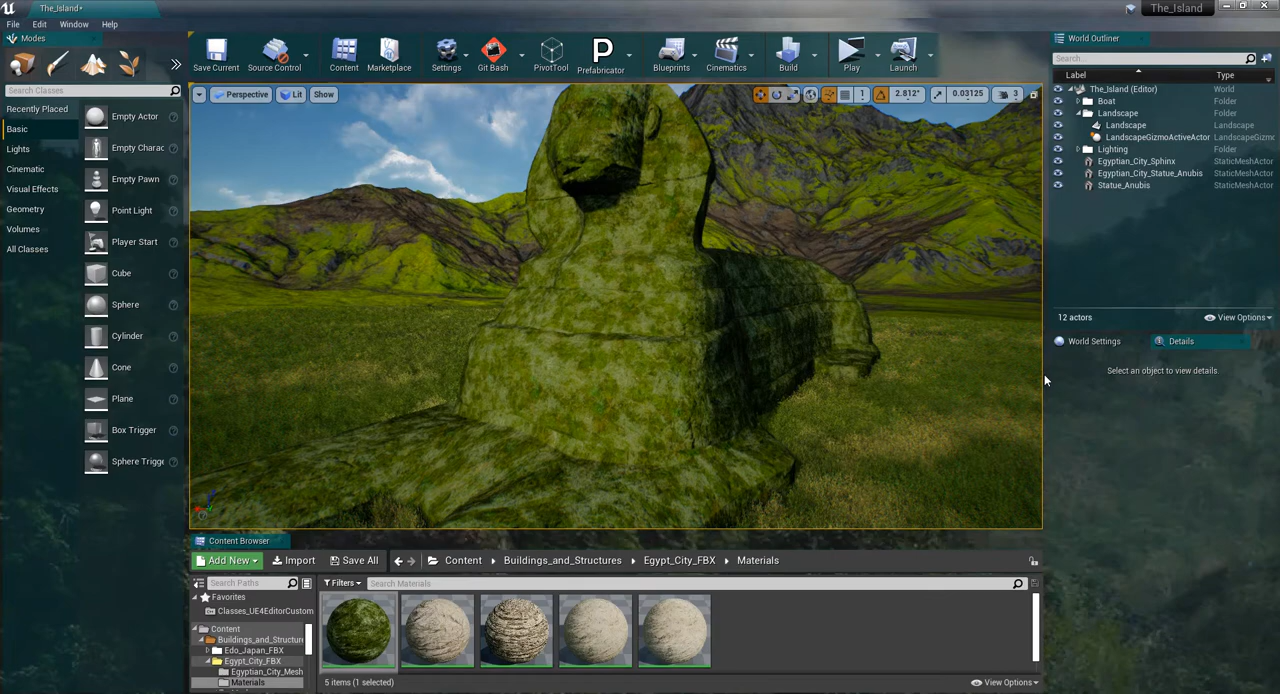 The_Island*
The_Island
File Edit Window Help
Modes
Search Classes
Recently Placed
Basic
Lights
Cinematic
Visual Effects
Geometry
Volumes
All Classes
Empty Actor
Empty Charac
Empty Pawn
Point Light
Player Start
Cube
Sphere
Cylinder
Cone
Plane
Box Trigger
Sphere Trigge
Save Current
Source Control
Content
Marketplace
Settings
Git Bash
PivotTool
P
Prefabricator
Blueprints
Cinematics
Build
Play
Launch
Perspective Lit Show
1 2.812° 0.03125 3
World Outliner
Search...
Label Type
The_Island (Editor) World
Boat Folder
Landscape Folder
Landscape Landscape
LandscapeGizmoActiveActor LandscapeGizmo
Lighting Folder
Egyptian_City_Sphinx StaticMeshActor
Egyptian_City_Statue_Anubis StaticMeshActor
Statue_Anubis StaticMeshActor
12 actors View Options
World Settings Details
Select an object to view details.
Content Browser
Add New Import Save All Content Buildings_and_Structures Egypt_City_FBX Materials
Search Paths
Filters Search Materials
Favorites
Classes_UE4EditorCustom
Content
Buildings_and_Structure
Edo_Japan_FBX
Egypt_City_FBX
Egyptian_City_Mesh
Materials
5 items (1 selected) View Options